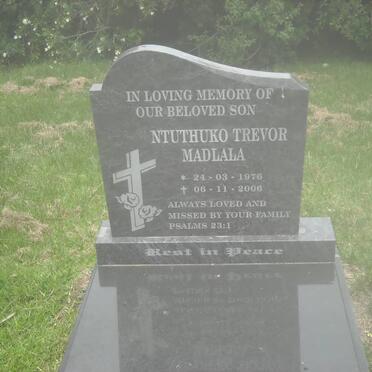 IN LOVING MEMORY OF
OUR BELOVED SON
NTUTHUKO TREVOR
MADLALA
* 24 - 03 - 1976
† 06 - 11 - 2006
ALWAYS LOVED AND
MISSED BY YOUR FAMILY
PSALMS 23:1
Rest in Peace